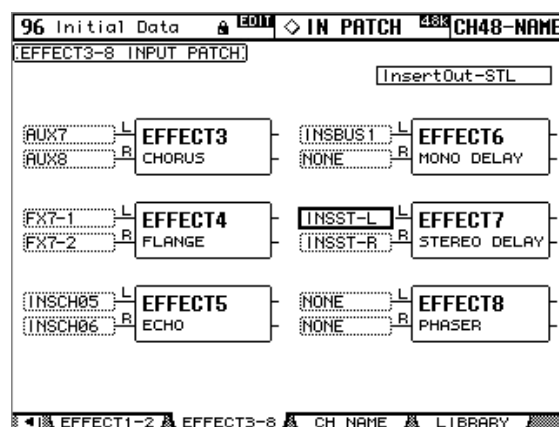 96 Initial Data EDIT IN PATCH 48K CH48-NAME
EFFECT3-8 INPUT PATCH
InsertOut-STL
AUX7 L EFFECT3
AUX8 R CHORUS
INSBUS1 L EFFECT6
NONE R MONO DELAY
FX7-1 L EFFECT4
FX7-2 R FLANGE
INSST-L L EFFECT7
INSST-R R STEREO DELAY
INSCH05 L EFFECT5
INSCH06 R ECHO
NONE L EFFECT8
NONE R PHASER
EFFECT1-2 EFFECT3-8 CH NAME LIBRARY